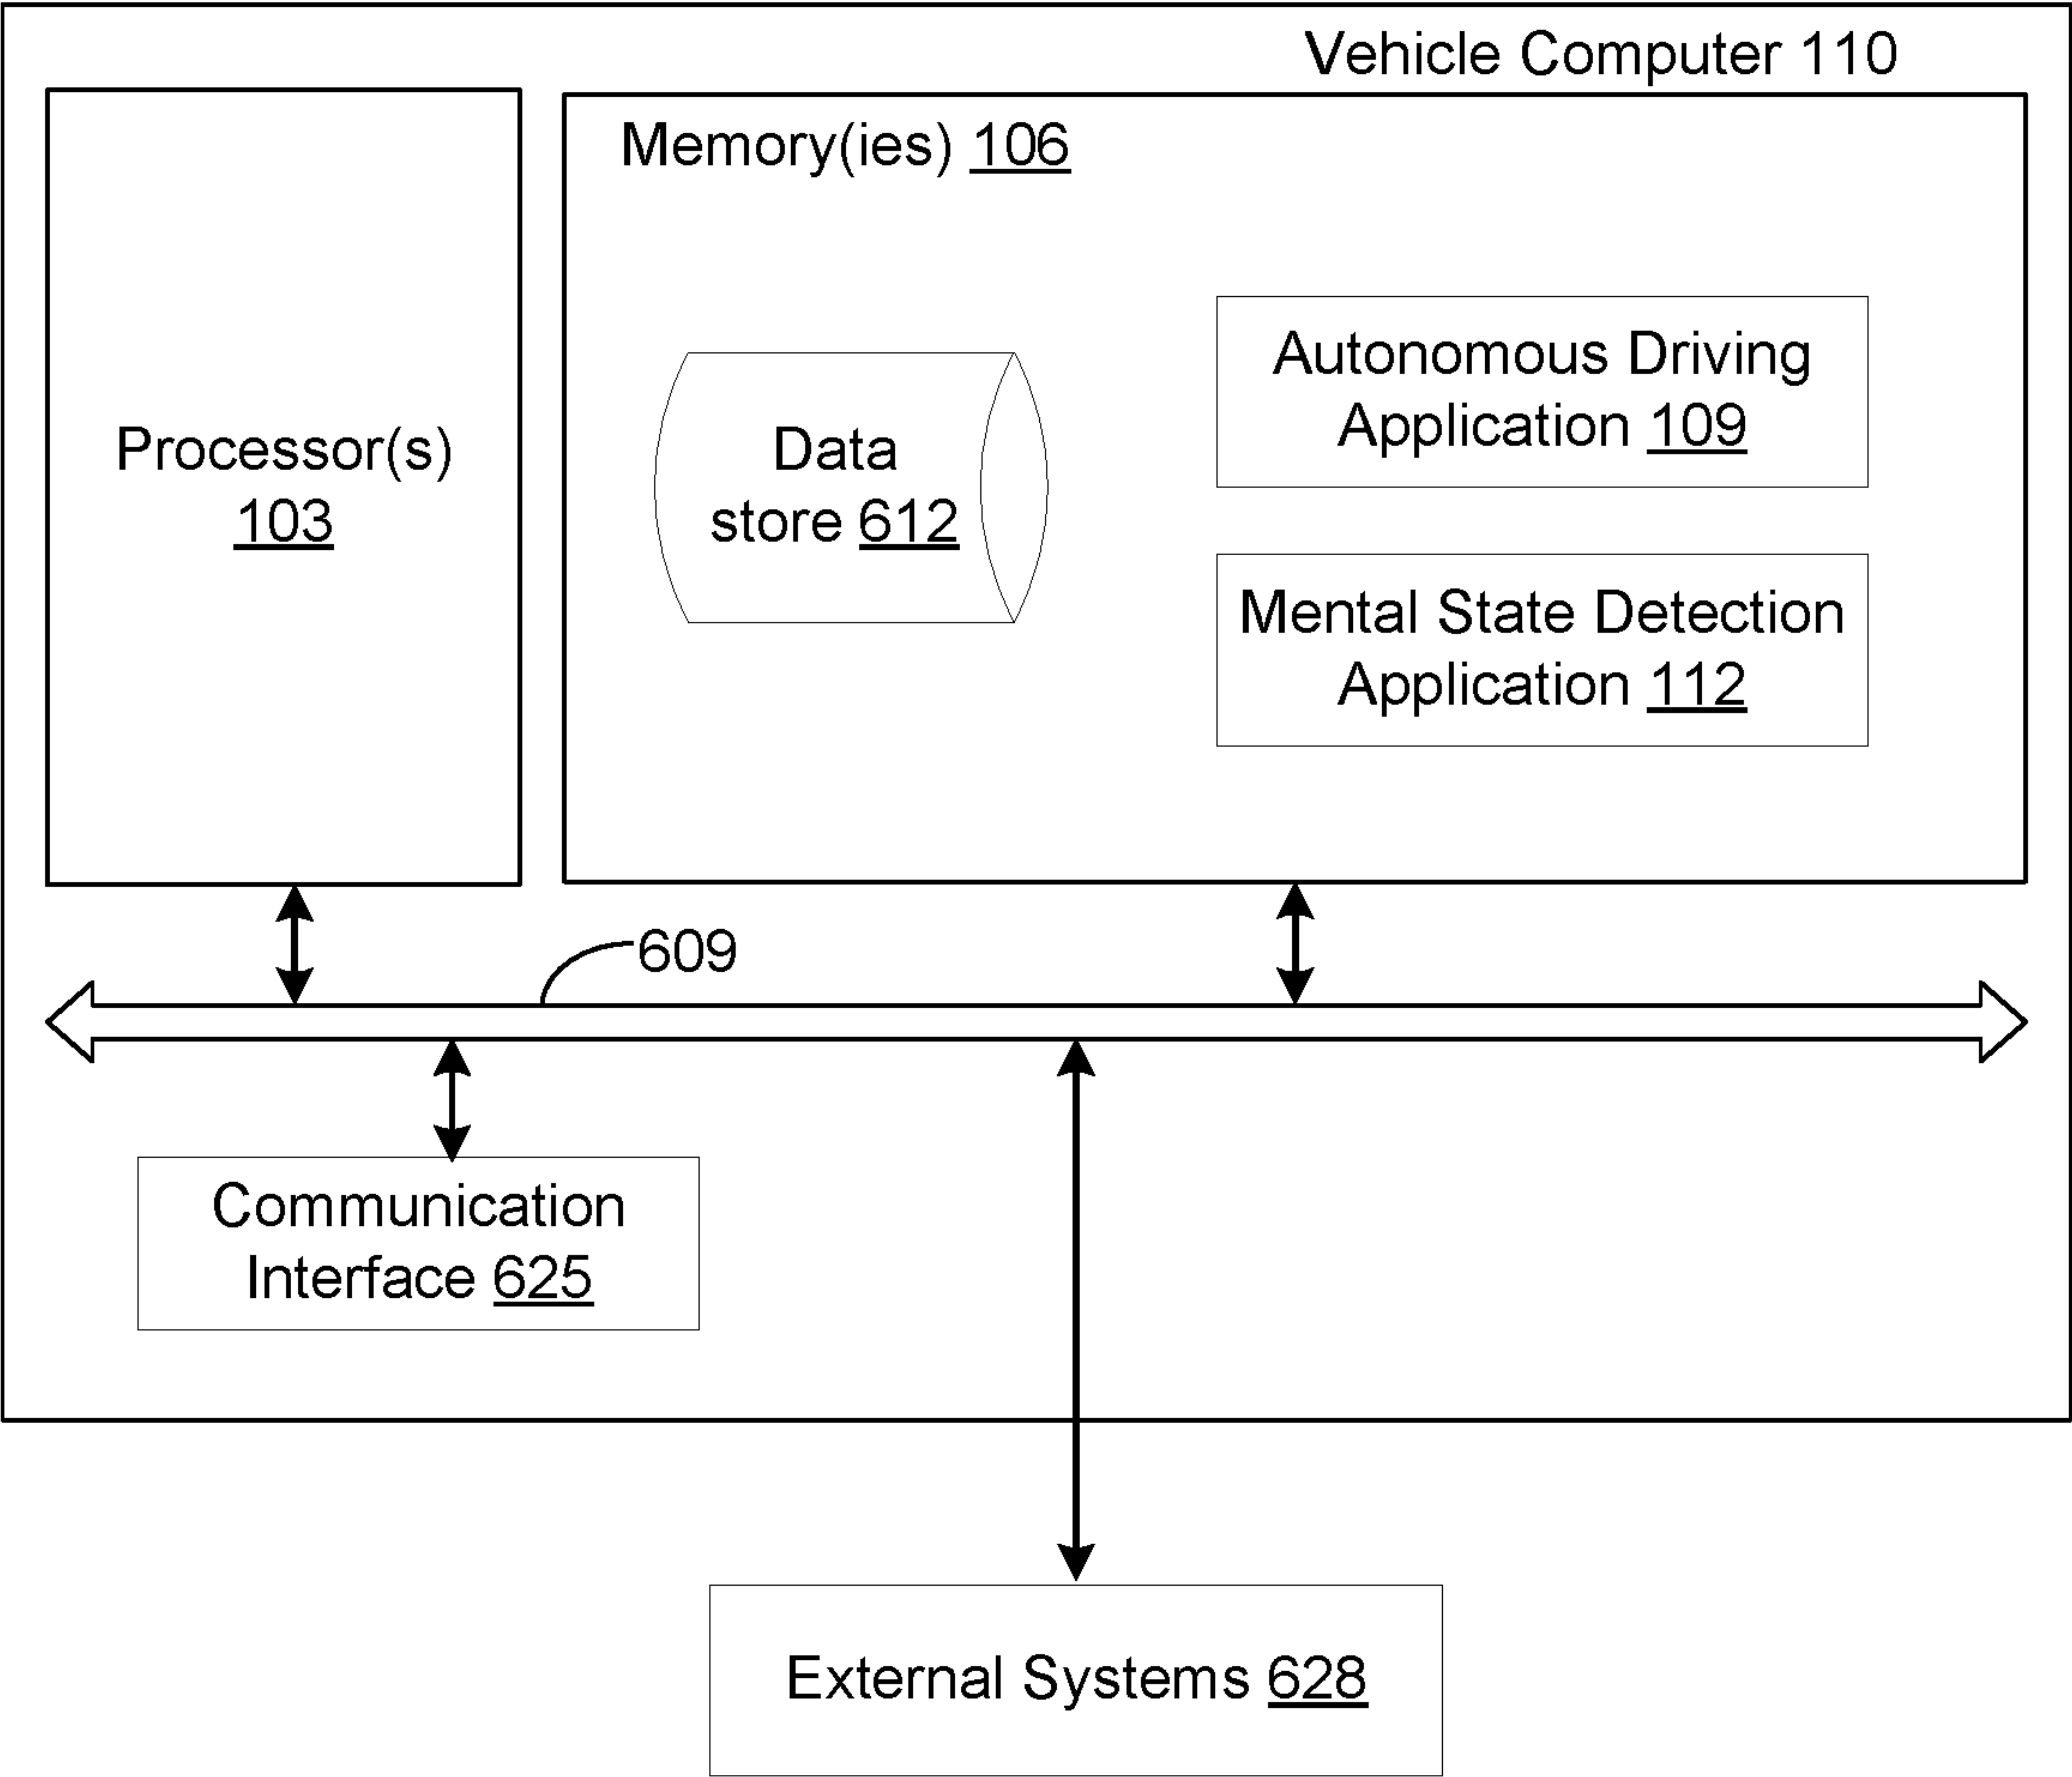 Vehicle Computer 110
Processor(s)
103
Memory(ies) 106
Data
store 612
Autonomous Driving
Application 109
Mental State Detection
Application 112
609
Communication
Interface 625
External Systems 628